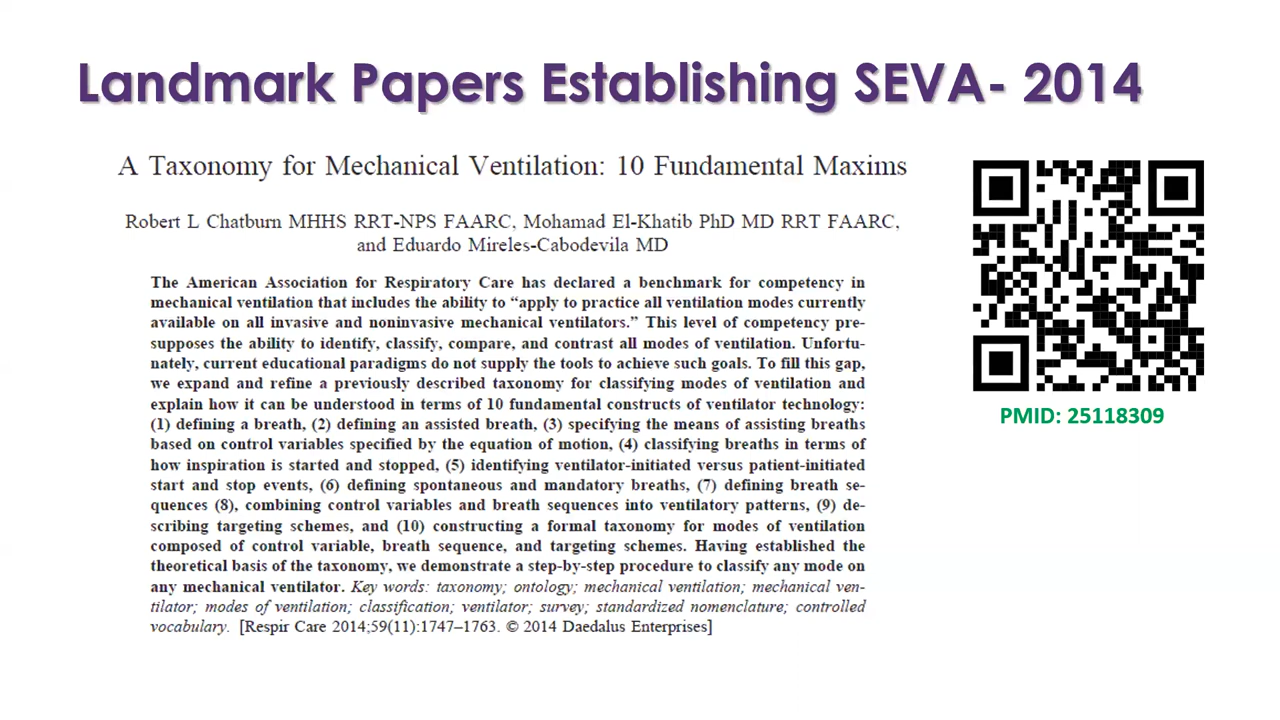 Landmark Papers Establishing SEVA- 2014
A Taxonomy for Mechanical Ventilation: 10 Fundamental Maxims
Robert L Chatburn MHHS RRT-NPS FAARC, Mohamad El-Khatib PhD MD RRT FAARC,
and Eduardo Mireles-Cabodevila MD
The American Association for Respiratory Care has declared a benchmark for competency in
mechanical ventilation that includes the ability to “apply to practice all ventilation modes currently
available on all invasive and noninvasive mechanical ventilators.” This level of competency pre-
supposes the ability to identify, classify, compare, and contrast all modes of ventilation. Unfortu-
nately, current educational paradigms do not supply the tools to achieve such goals. To fill this gap,
we expand and refine a previously described taxonomy for classifying modes of ventilation and
explain how it can be understood in terms of 10 fundamental constructs of ventilator technology:
(1) defining a breath, (2) defining an assisted breath, (3) specifying the means of assisting breaths
based on control variables specified by the equation of motion, (4) classifying breaths in terms of
how inspiration is started and stopped, (5) identifying ventilator-initiated versus patient-initiated
start and stop events, (6) defining spontaneous and mandatory breaths, (7) defining breath se-
quences (8), combining control variables and breath sequences into ventilatory patterns, (9) de-
scribing targeting schemes, and (10) constructing a formal taxonomy for modes of ventilation
composed of control variable, breath sequence, and targeting schemes. Having established the
theoretical basis of the taxonomy, we demonstrate a step-by-step procedure to classify any mode on
any mechanical ventilator. Key words: taxonomy; ontology; mechanical ventilation; mechanical ven-
tilator; modes of ventilation; classification; ventilator; survey; standardized nomenclature; controlled
vocabulary. [Respir Care 2014;59(11):1747–1763. © 2014 Daedalus Enterprises]
PMID: 25118309